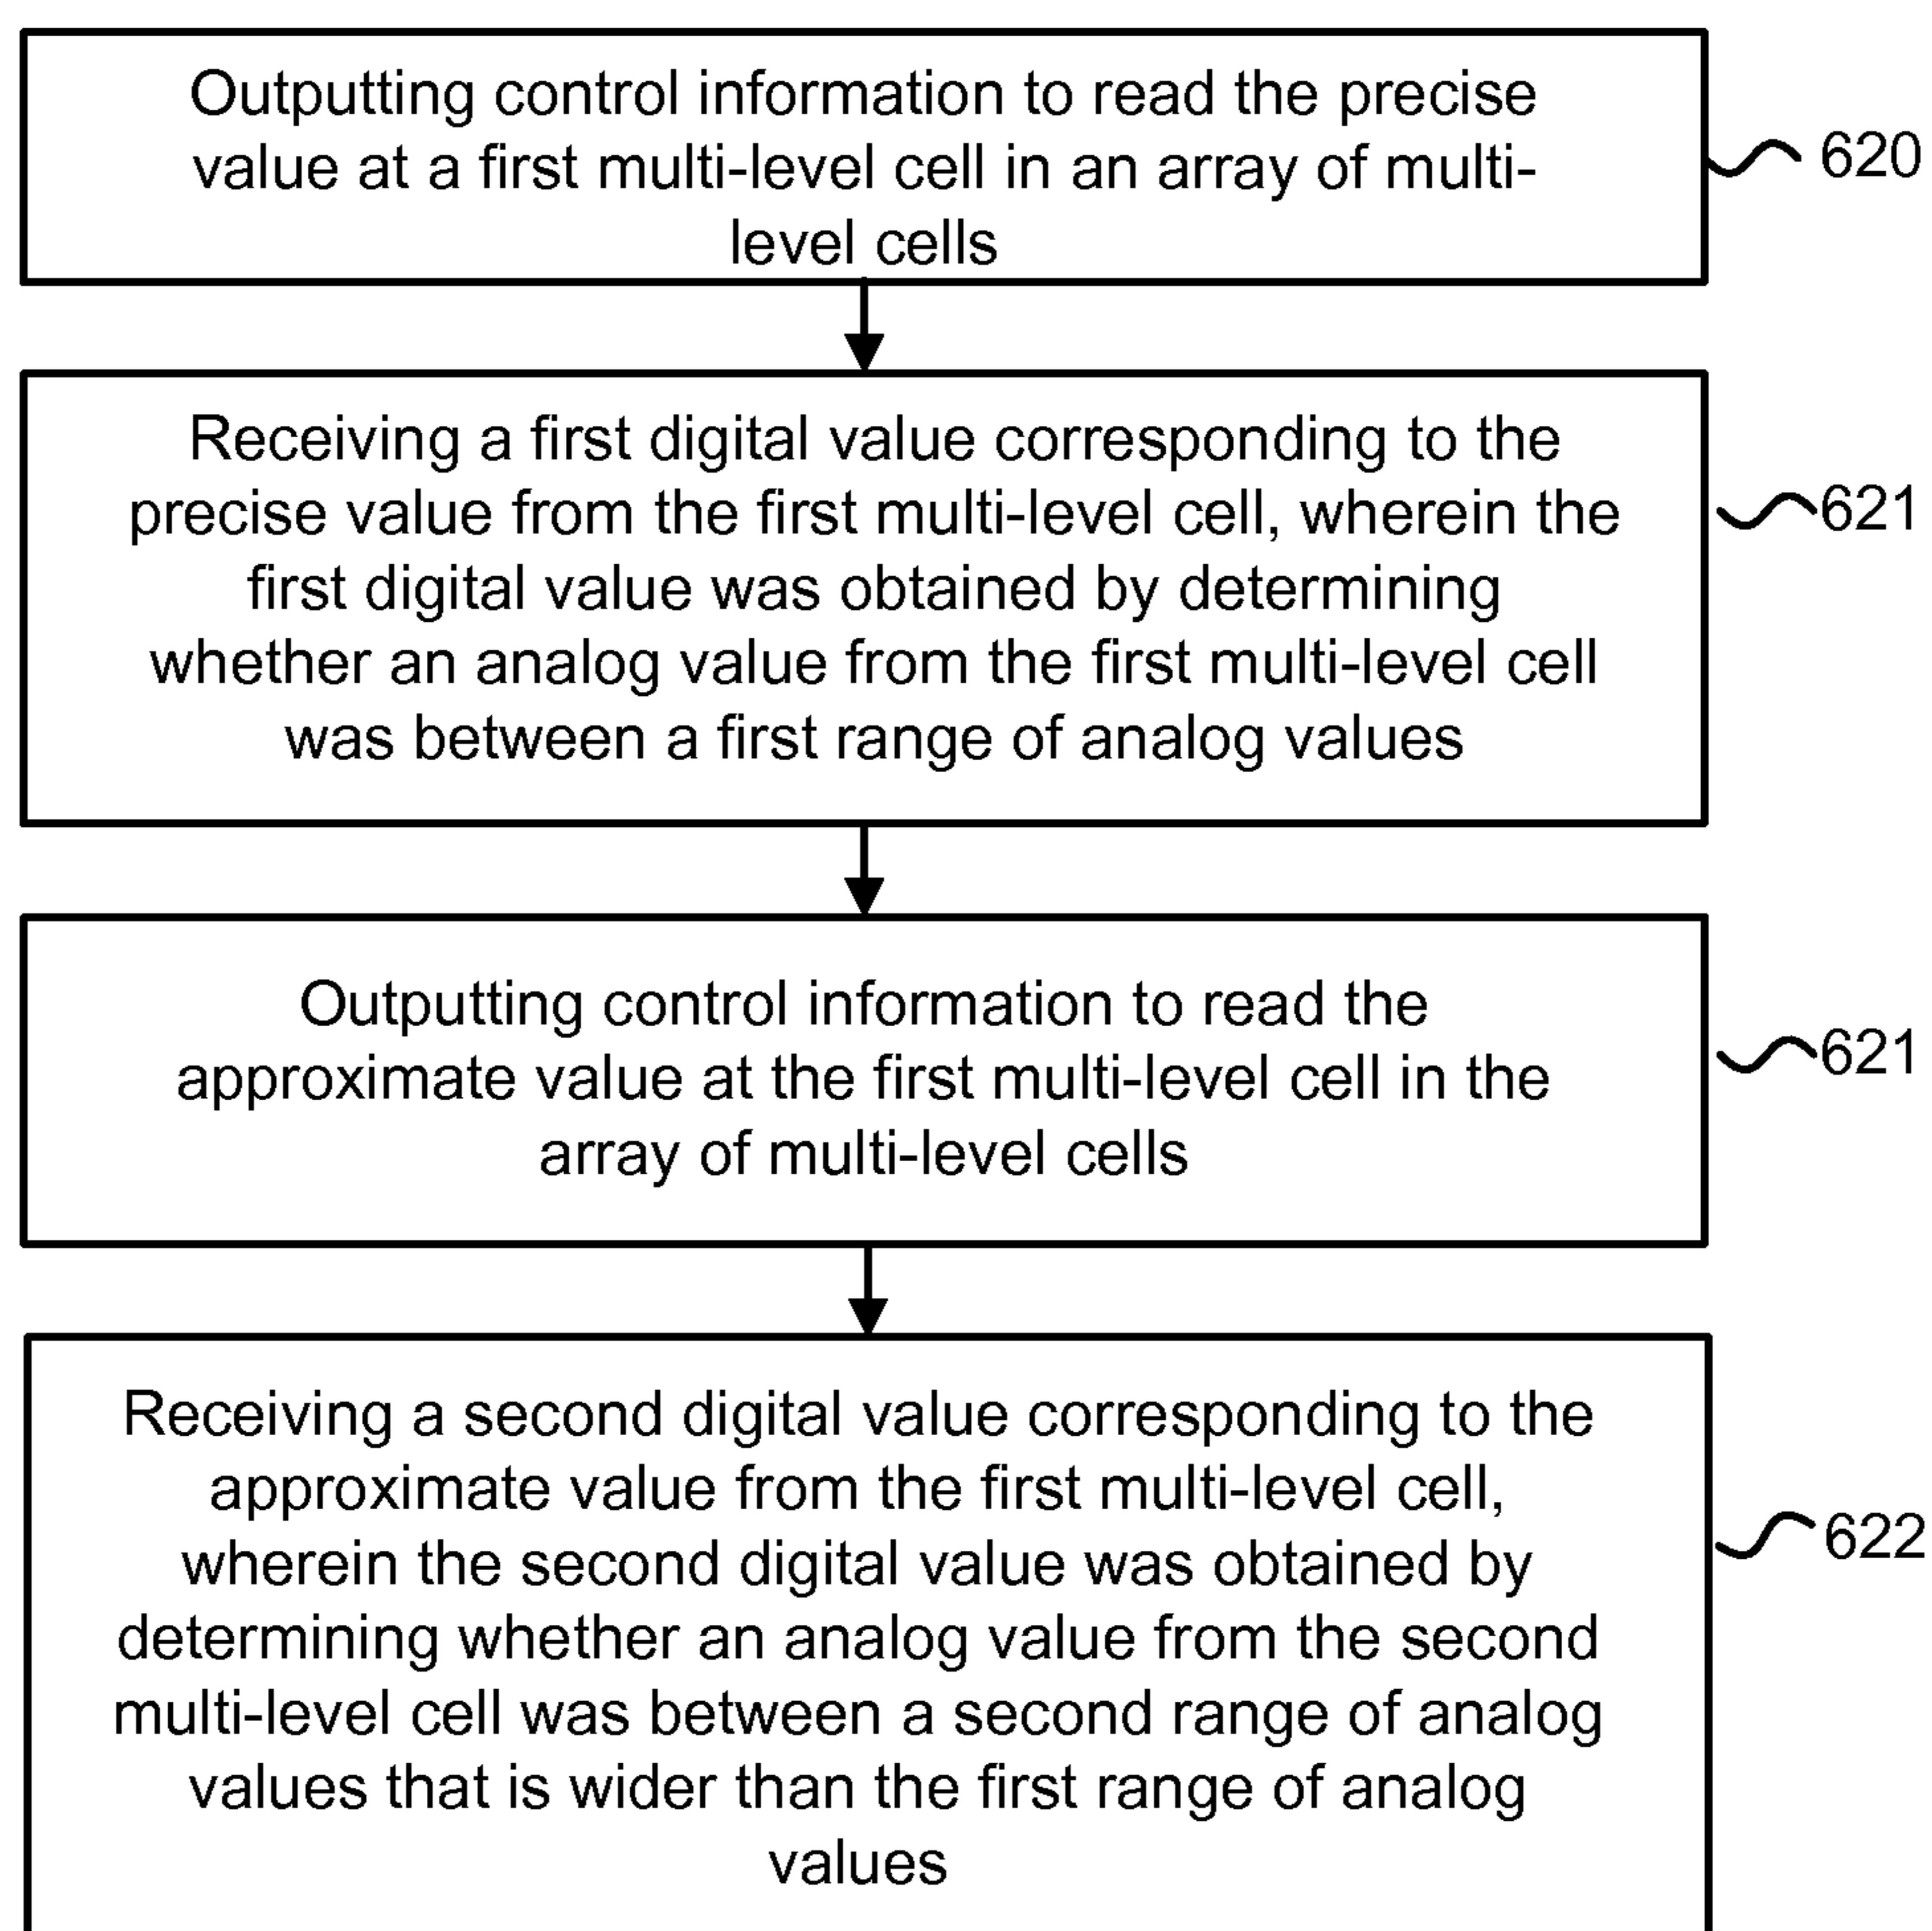 Outputting control information to read the precise
value at a first multi-level cell in an array of multi-
level cells
620
Receiving a first digital value corresponding to the
precise value from the first multi-level cell, wherein the
first digital value was obtained by determining
whether an analog value from the first multi-level cell
was between a first range of analog values
621
Outputting control information to read the
approximate value at the first multi-level cell in the
array of multi-level cells
621
Receiving a second digital value corresponding to the
approximate value from the first multi-level cell,
wherein the second digital value was obtained by
determining whether an analog value from the second
multi-level cell was between a second range of analog
values that is wider than the first range of analog
values
622